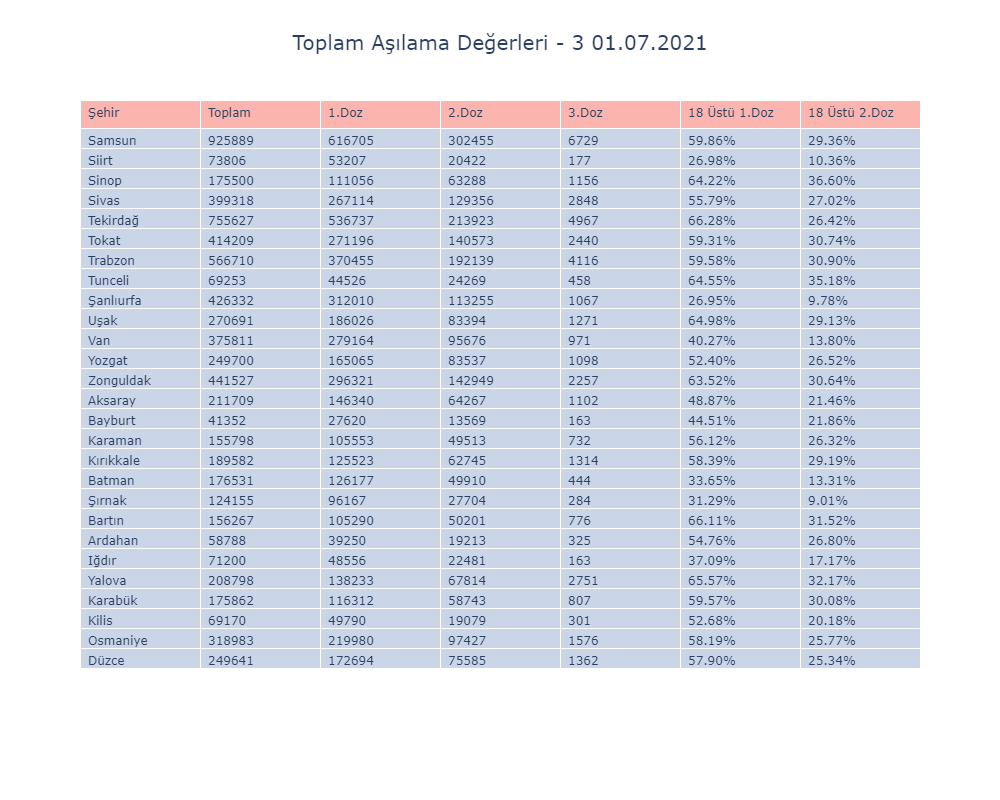 Toplam Aşılama Değerleri - 3 01.07.2021
Şehir Toplam 1.Doz 2.Doz 3.Doz 18 Üstü 1.Doz 18 Üstü 2.Doz
Samsun 925889 616705 302455 6729 59.86% 29.36%
Siirt 73806 53207 20422 177 26.98% 10.36%
Sinop 175500 111056 63288 1156 64.22% 36.60%
Sivas 399318 267114 129356 2848 55.79% 27.02%
Tekirdağ 755627 536737 213923 4967 66.28% 26.42%
Tokat 414209 271196 140573 2440 59.31% 30.74%
Trabzon 566710 370455 192139 4116 59.58% 30.90%
Tunceli 69253 44526 24269 458 64.55% 35.18%
Şanlıurfa 426332 312010 113255 1067 26.95% 9.78%
Uşak 270691 186026 83394 1271 64.98% 29.13%
Van 375811 279164 95676 971 40.27% 13.80%
Yozgat 249700 165065 83537 1098 52.40% 26.52%
Zonguldak 441527 296321 142949 2257 63.52% 30.64%
Aksaray 211709 146340 64267 1102 48.87% 21.46%
Bayburt 41352 27620 13569 163 44.51% 21.86%
Karaman 155798 105553 49513 732 56.12% 26.32%
Kırıkkale 189582 125523 62745 1314 58.39% 29.19%
Batman 176531 126177 49910 444 33.65% 13.31%
Şırnak 124155 96167 27704 284 31.29% 9.01%
Bartın 156267 105290 50201 776 66.11% 31.52%
Ardahan 58788 39250 19213 325 54.76% 26.80%
Iğdır 71200 48556 22481 163 37.09% 17.17%
Yalova 208798 138233 67814 2751 65.57% 32.17%
Karabük 175862 116312 58743 807 59.57% 30.08%
Kilis 69170 49790 19079 301 52.68% 20.18%
Osmaniye 318983 219980 97427 1576 58.19% 25.77%
Düzce 249641 172694 75585 1362 57.90% 25.34%